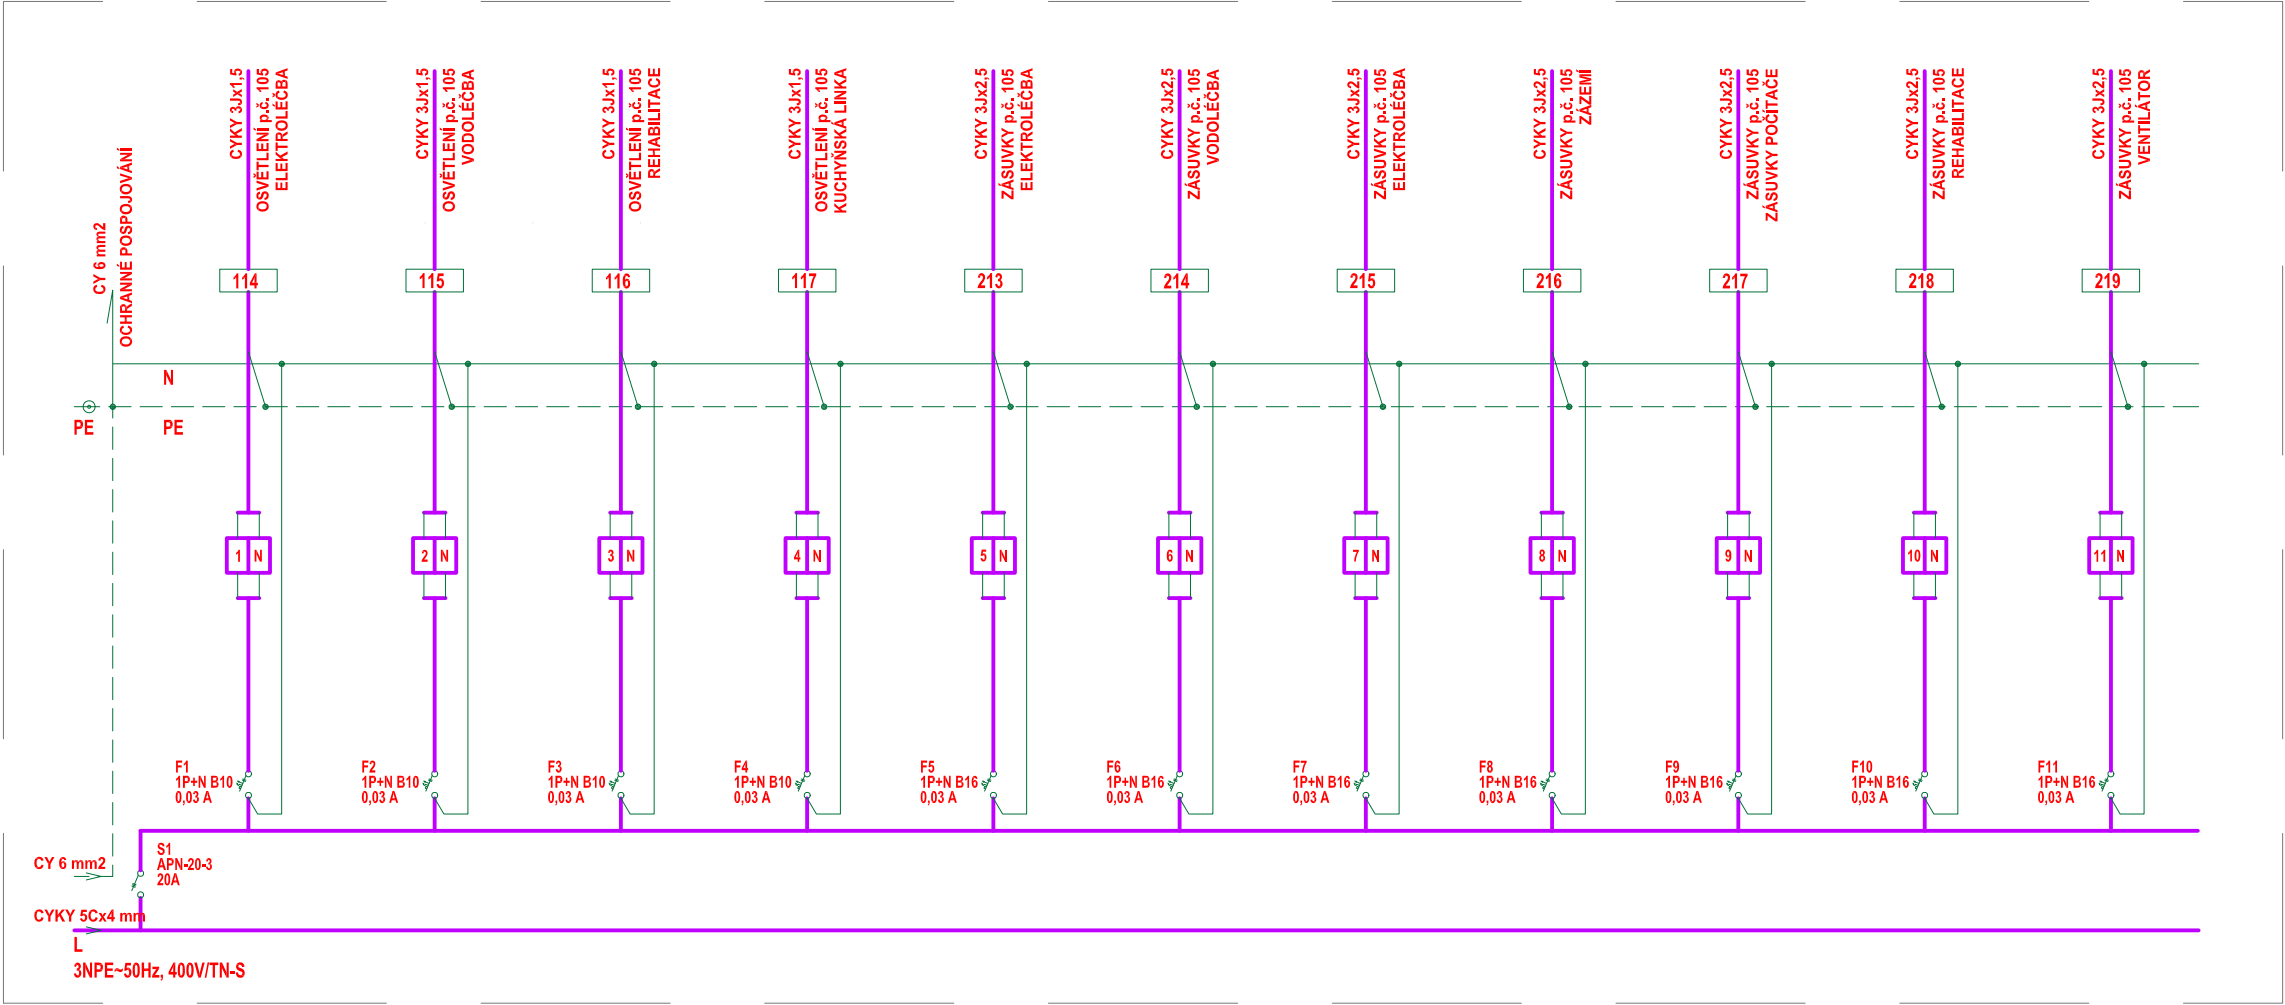 CYKY 3Jx1,5
OSVĚTLENÍ p.č. 105
ELEKTROLÉČBA
CYKY 3Jx1,5
OSVĚTLENÍ p.č. 105
VODOLÉČBA
CYKY 3Jx1,5
OSVĚTLENÍ p.č. 105
REHABILITACE
CYKY 3Jx1,5
OSVĚTLENÍ p.č. 105
KUCHYŇSKÁ LINKA
CYKY 3Jx2,5
ZÁSUVKY p.č. 105
ELEKTROLÉČBA
CYKY 3Jx2,5
ZÁSUVKY p.č. 105
VODOLÉČBA
CYKY 3Jx2,5
ZÁSUVKY p.č. 105
ELEKTROLÉČBA
CYKY 3Jx2,5
ZÁSUVKY p.č. 105
ZÁZEMÍ
CYKY 3Jx2,5
ZÁSUVKY p.č. 105
ZÁSUVKY POČÍTAČE
CYKY 3Jx2,5
ZÁSUVKY p.č. 105
REHABILITACE
CYKY 3Jx2,5
ZÁSUVKY p.č. 105
VENTILÁTOR
CY 6 mm2
OCHRANNÉ POSPOJOVÁNÍ
114
115
116
117
213
214
215
216
217
218
219
N
PE
PE
1 N
2 N
3 N
4 N
5 N
6 N
7 N
8 N
9 N
10 N
11 N
F1
1P+N B10
0,03 A
F2
1P+N B10
0,03 A
F3
1P+N B10
0,03 A
F4
1P+N B10
0,03 A
F5
1P+N B16
0,03 A
F6
1P+N B16
0,03 A
F7
1P+N B16
0,03 A
F8
1P+N B16
0,03 A
F9
1P+N B16
0,03 A
F10
1P+N B16
0,03 A
F11
1P+N B16
0,03 A
S1
APN-20-3
20A
CY 6 mm2
CYKY 5Cx4 mm
L
3NPE~50Hz, 400V/TN-S